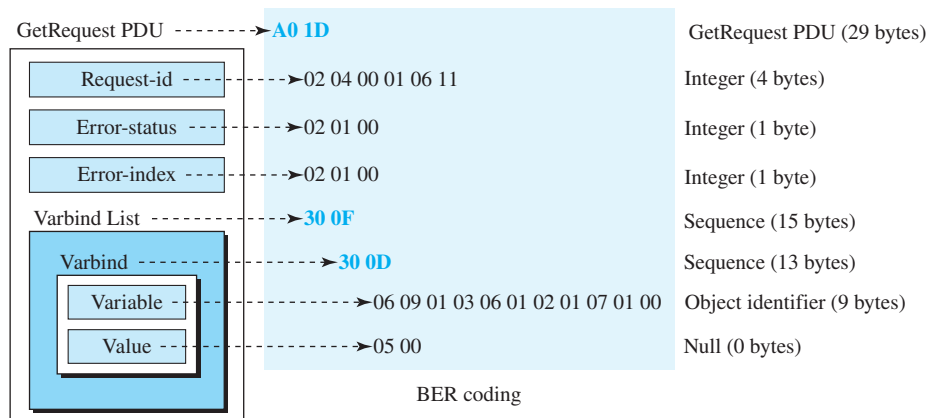 GetRequest PDU A0 1D GetRequest PDU (29 bytes)
Request-id 02 04 00 01 06 11 Integer (4 bytes)
Error-status 02 01 00 Integer (1 byte)
Error-index 02 01 00 Integer (1 byte)
Varbind List 30 0F Sequence (15 bytes)
Varbind 30 0D Sequence (13 bytes)
Variable 06 09 01 03 06 01 02 01 07 01 00 Object identifier (9 bytes)
Value 05 00 Null (0 bytes)
BER coding